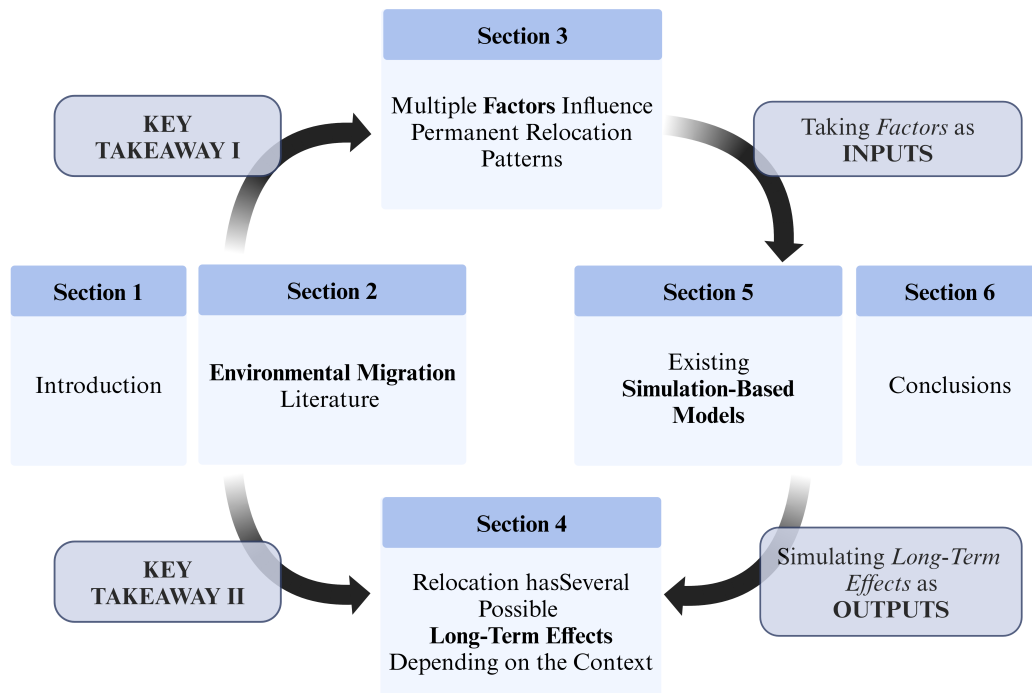 Section 3
Multiple Factors Influence
Permanent Relocation
Patterns
KEY
TAKEAWAY I
Taking Factors as
INPUTS
Section 1
Introduction
Section 2
Environmental Migration
Literature
Section 5
Existing
Simulation-Based
Models
Section 6
Conclusions
KEY
TAKEAWAY II
Section 4
Relocation hasSeveral
Possible
Long-Term Effects
Depending on the Context
Simulating Long-Term
Effects as
OUTPUTS